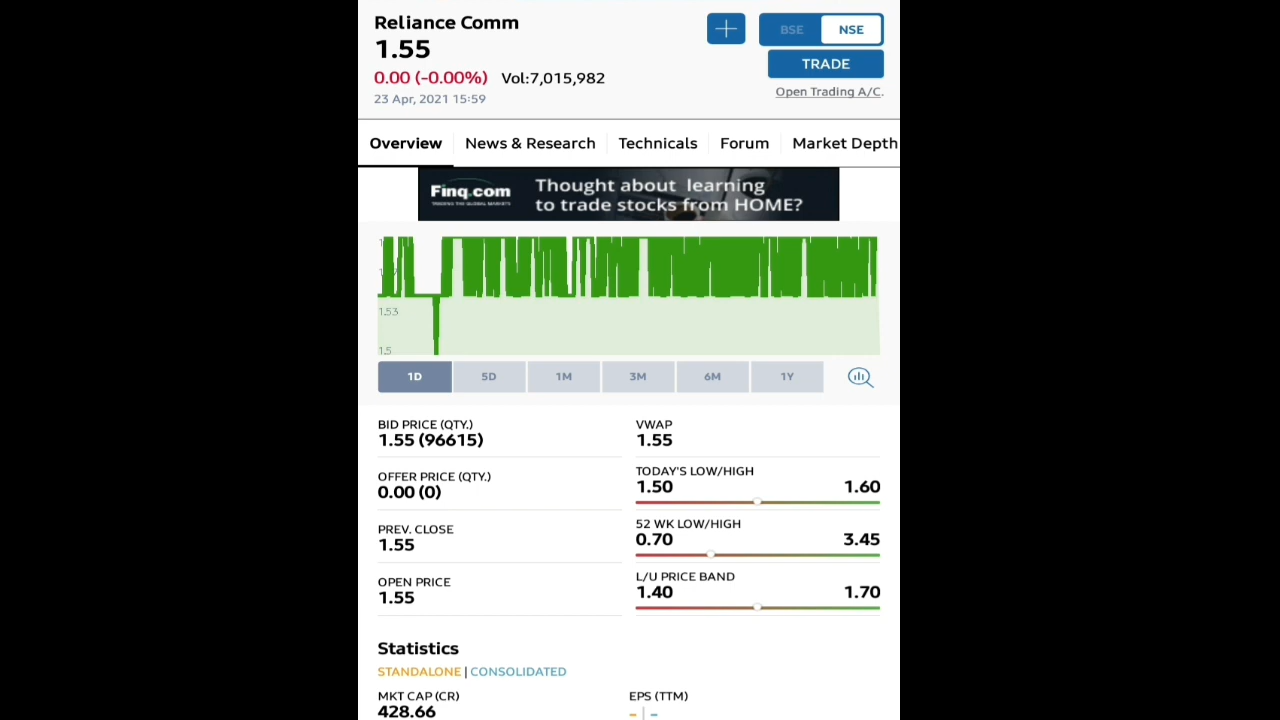 Reliance Comm
1.55
0.00 (-0.00%) Vol:7,015,982
23 Apr, 2021 15:59
BSE NSE
TRADE
Open Trading A/C.
Overview News & Research Technicals Forum Market Depth
Finq.com
TRADING THE GLOBAL MARKETS
Thought about learning
to trade stocks from HOME?
1.53
1.5
1D 5D 1M 3M 6M 1Y
BID PRICE (QTY.)
1.55 (96615)
OFFER PRICE (QTY.)
0.00 (0)
PREV. CLOSE
1.55
OPEN PRICE
1.55
VWAP
1.55
TODAY'S LOW/HIGH
1.50 1.60
52 WK LOW/HIGH
0.70 3.45
L/U PRICE BAND
1.40 1.70
Statistics
STANDALONE | CONSOLIDATED
MKT CAP (CR)
428.66
EPS (TTM)
- | -